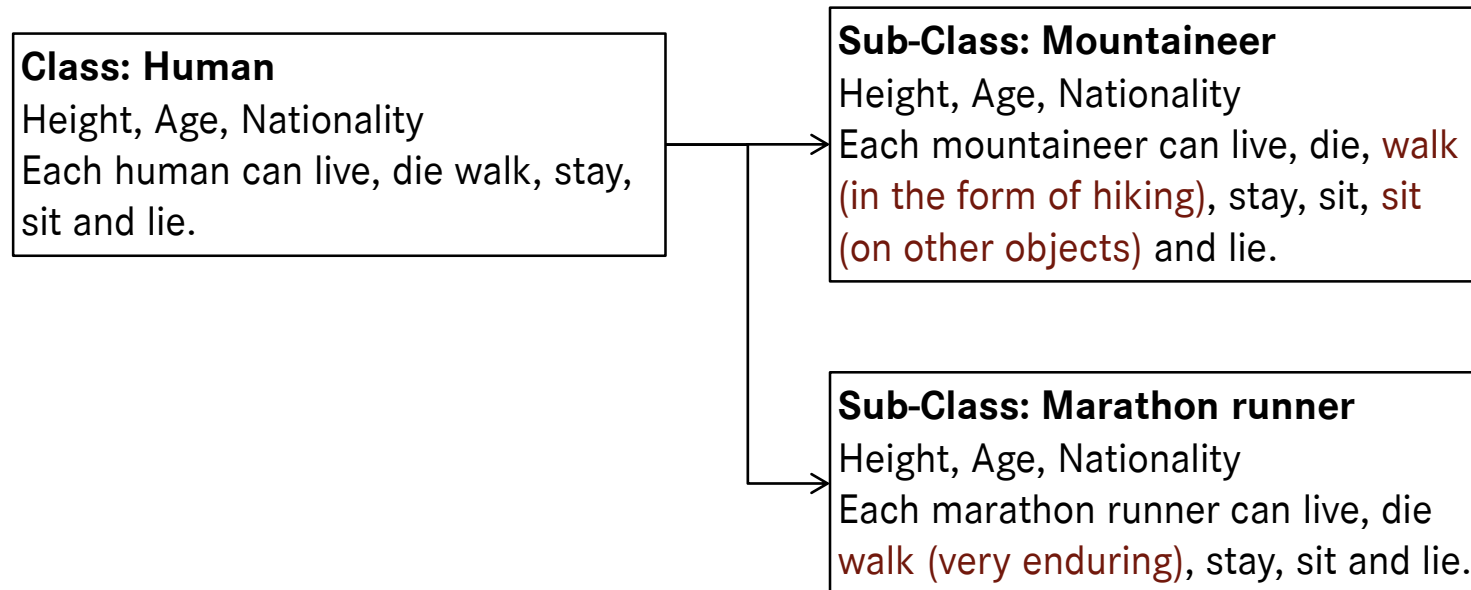 Class: Human
Height, Age, Nationality
Each human can live, die walk, stay,
sit and lie.
Sub-Class: Mountaineer
Height, Age, Nationality
Each mountaineer can live, die, walk
(in the form of hiking), stay, sit, sit
(on other objects) and lie.
Sub-Class: Marathon runner
Height, Age, Nationality
Each marathon runner can live, die
walk (very enduring), stay, sit and lie.